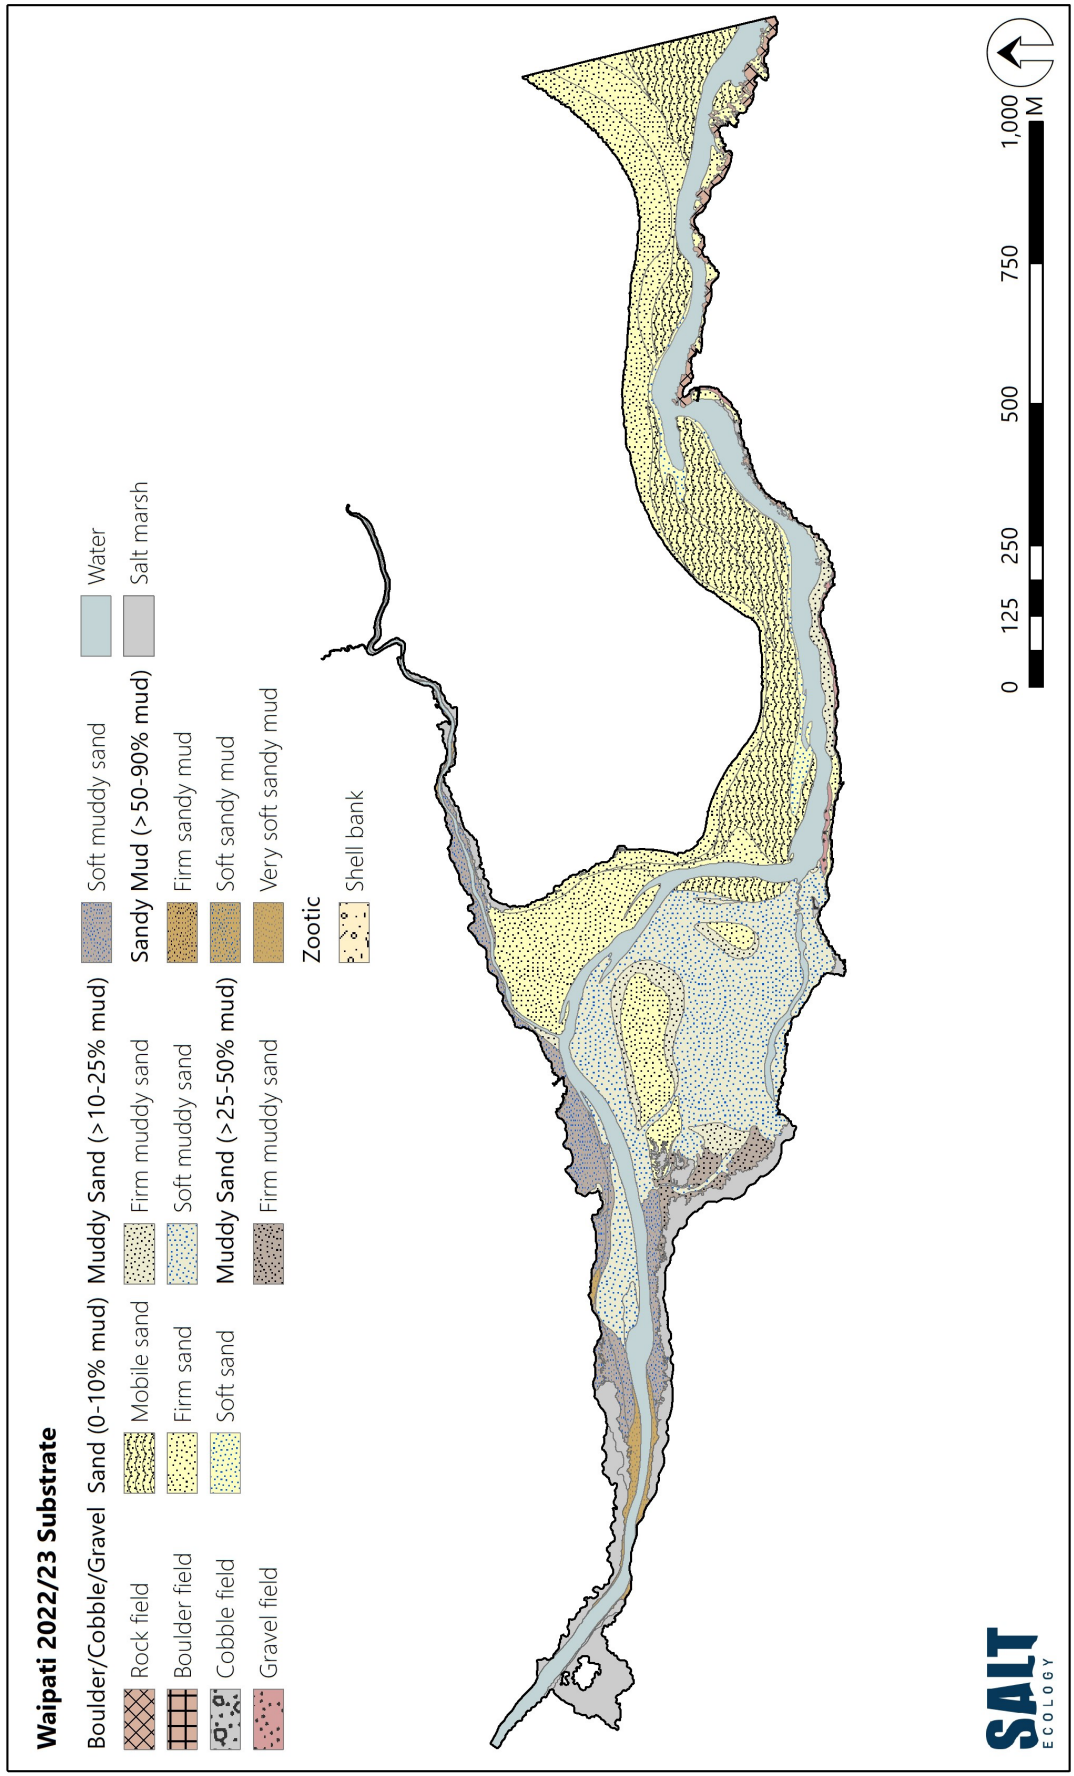 Waipati 2022/23 Substrate
Boulder/Cobble/Gravel
Rock field
Boulder field
Cobble field
Gravel field
Sand (0-10% mud)
Mobile sand
Firm sand
Soft sand
Muddy Sand (>10-25% mud)
Firm muddy sand
Soft muddy sand
Muddy Sand (>25-50% mud)
Firm muddy sand
Soft muddy sand
Sandy Mud (>50-90% mud)
Firm sandy mud
Soft sandy mud
Very soft sandy mud
Zootic
Shell bank
Water
Salt marsh
SALT
ECOLOGY
0 125 250 500 750 1,000
M